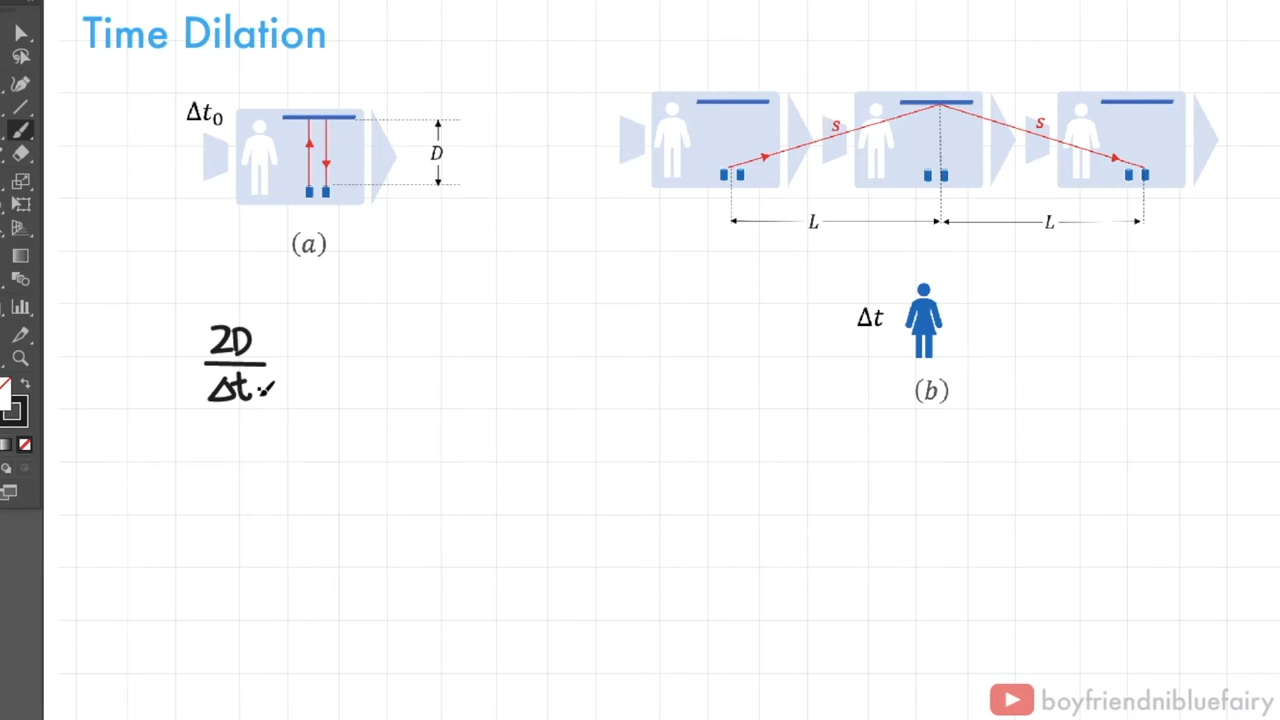 Time Dilation
Δt₀
D
(a)
s
s
L
L
Δt
(b)
2D
Δt
boyfriendnibluefairy